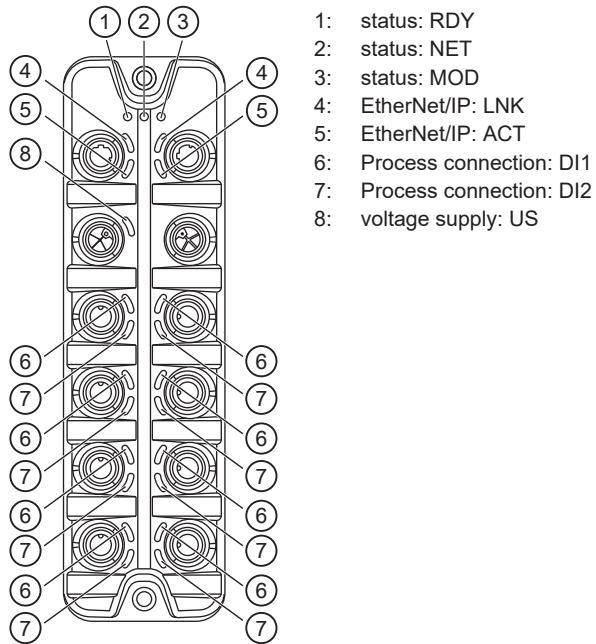 1 2 3
4 4
5 5
8
6 6
7 7
6 6
7 7
6 6
7 7
6 6
7 7
1: status: RDY
2: status: NET
3: status: MOD
4: EtherNet/IP: LNK
5: EtherNet/IP: ACT
6: Process connection: DI1
7: Process connection: DI2
8: voltage supply: US